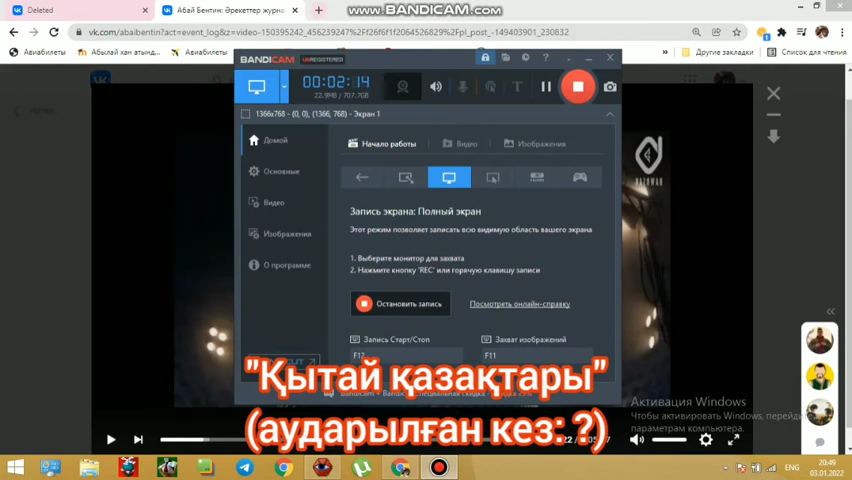 Deleted
Абай Бентин: Әрекеттер журна
www.BANDICAM.com
vk.com/abaibentin?act=event_log&z=video-150395242_456239247%2f26f6f1f2064526829%2fpl_post_-149403901_230832
Авиабилеты
Авиабилеты
Другие закладки
Список для чтения
BANDICAM UNREGISTERED
00:02:14
22.9MB / 707.7GB
1366x768 - (0, 0), (1366, 768) - Экран 1
Домой
Начало работы
Видео
Изображения
Основные
Видео
Запись экрана: Полный экран
Этот режим позволяет записать всю видимую область вашего экрана
Изображения
1. Выберите монитор для захвата
О программе
2. Нажмите кнопку 'REC' или горячую клавишу записи
Остановить запись
Посмотреть онлайн-справку
Запись Старт/Стоп
Захват изображений
F12
F11
"Қытай қазақтары"
(аударылған кез: ?)
Активация Windows
Чтобы активировать Windows, перейдите
параметрам компьютера.
ENG
20:49
03.01.2022